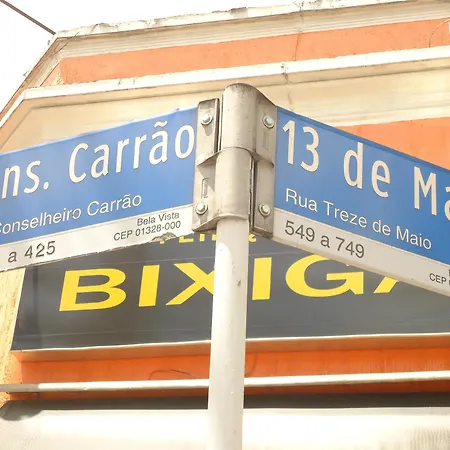 ns. Carrão
Conselheiro Carrão
Bela Vista
a 425
CEP 01328-000
13 de Ma
Rua Treze de Maio
549 a 749
CEP
BIXIGA